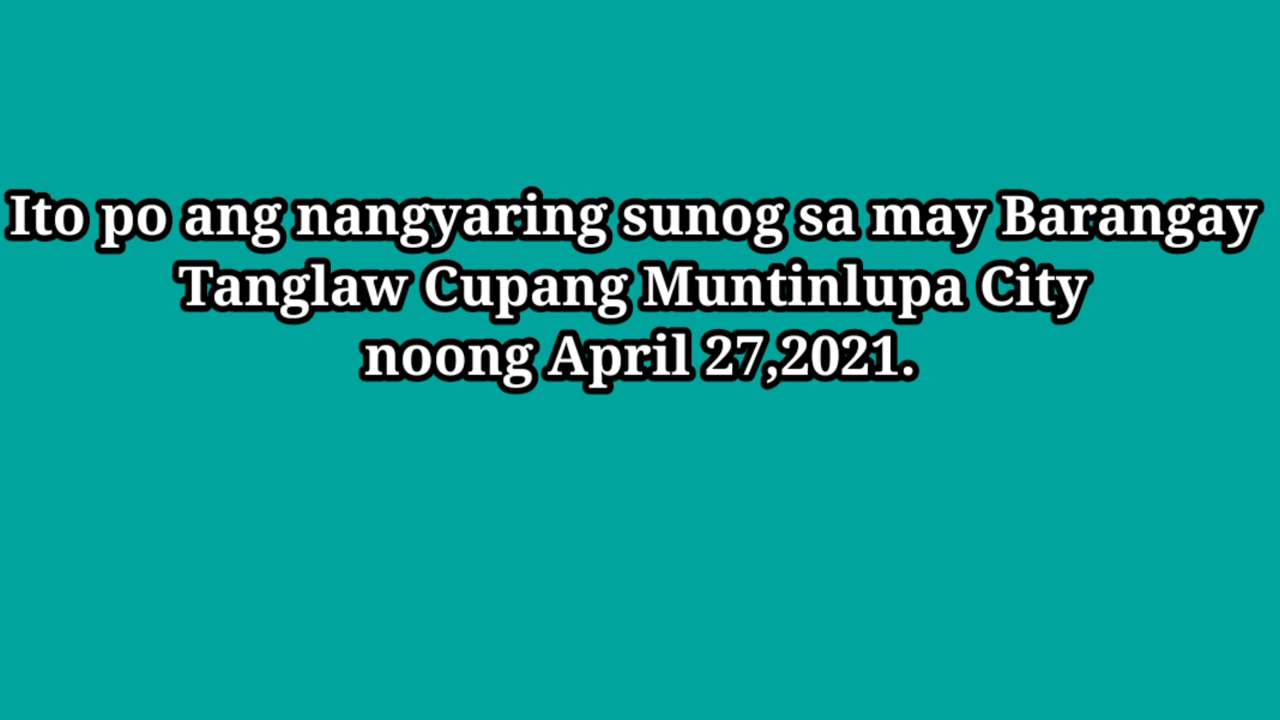 Ito po ang nangyaring sunog sa may Barangay
Tanglaw Cupang Muntinlupa City
noong April 27,2021.